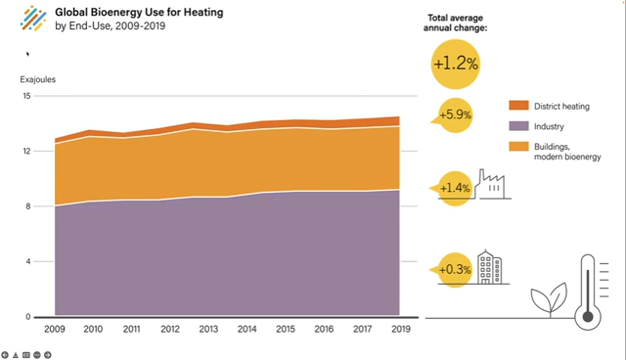 Global Bioenergy Use for Heating
by End-Use, 2009-2019
Total average
annual change:
+1.2%
Exajoules
15
12
8
4
0
+5.9%
+1.4%
+0.3%
District heating
Industry
Buildings,
modern bioenergy
2009 2010 2011 2012 2013 2014 2015 2016 2017 2019